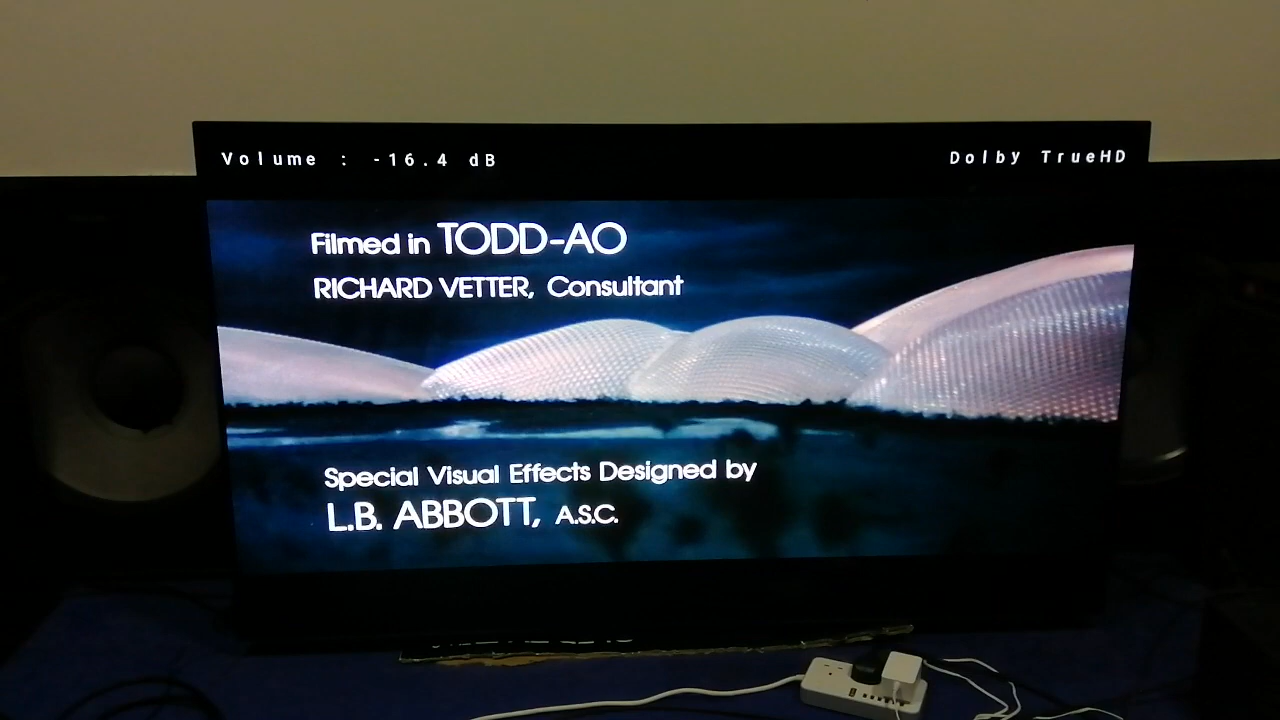 Volume : -16.4 dB
Dolby TrueHD
Filmed in TODD-AO
RICHARD VETTER, Consultant
Special Visual Effects Designed by
L.B. ABBOTT, A.S.C.